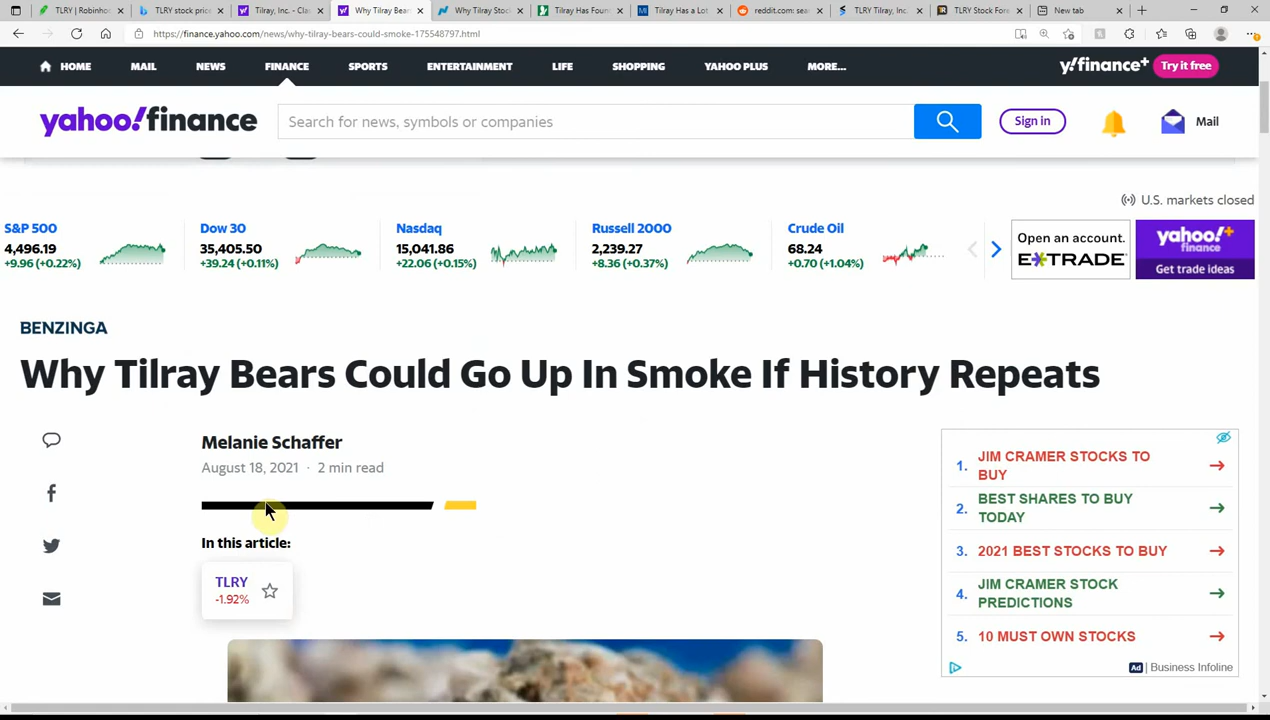 TLRY | Robinho
TLRY stock price
Tilray, Inc. - Cla
Why Tilray Bear
Why Tilray Stock
Tilray Has Foun
Tilray Has a Lot
reddit.com: sea
TLRY Tilray, Inc.
TLRY Stock Fore
New tab
https://finance.yahoo.com/news/why-tilray-bears-could-smoke-175548797.html
HOME MAIL NEWS FINANCE SPORTS ENTERTAINMENT LIFE SHOPPING YAHOO PLUS MORE...
y!finance+ Try it free
yahoo!finance
Search for news, symbols or companies
Sign in
Mail
U.S. markets closed
S&P 500
4,496.19
+9.96 (+0.22%)
Dow 30
35,405.50
+39.24 (+0.11%)
Nasdaq
15,041.86
+22.06 (+0.15%)
Russell 2000
2,239.27
+8.36 (+0.37%)
Crude Oil
68.24
+0.70 (+1.04%)
Open an account.
E*TRADE
yahoo!+
finance
Get trade ideas
BENZINGA
Why Tilray Bears Could Go Up In Smoke If History Repeats
Melanie Schaffer
August 18, 2021 · 2 min read
In this article:
TLRY
-1.92%
1. JIM CRAMER STOCKS TO
BUY
2. BEST SHARES TO BUY
TODAY
3. 2021 BEST STOCKS TO BUY
4. JIM CRAMER STOCK
PREDICTIONS
5. 10 MUST OWN STOCKS
Ad | Business Infoline